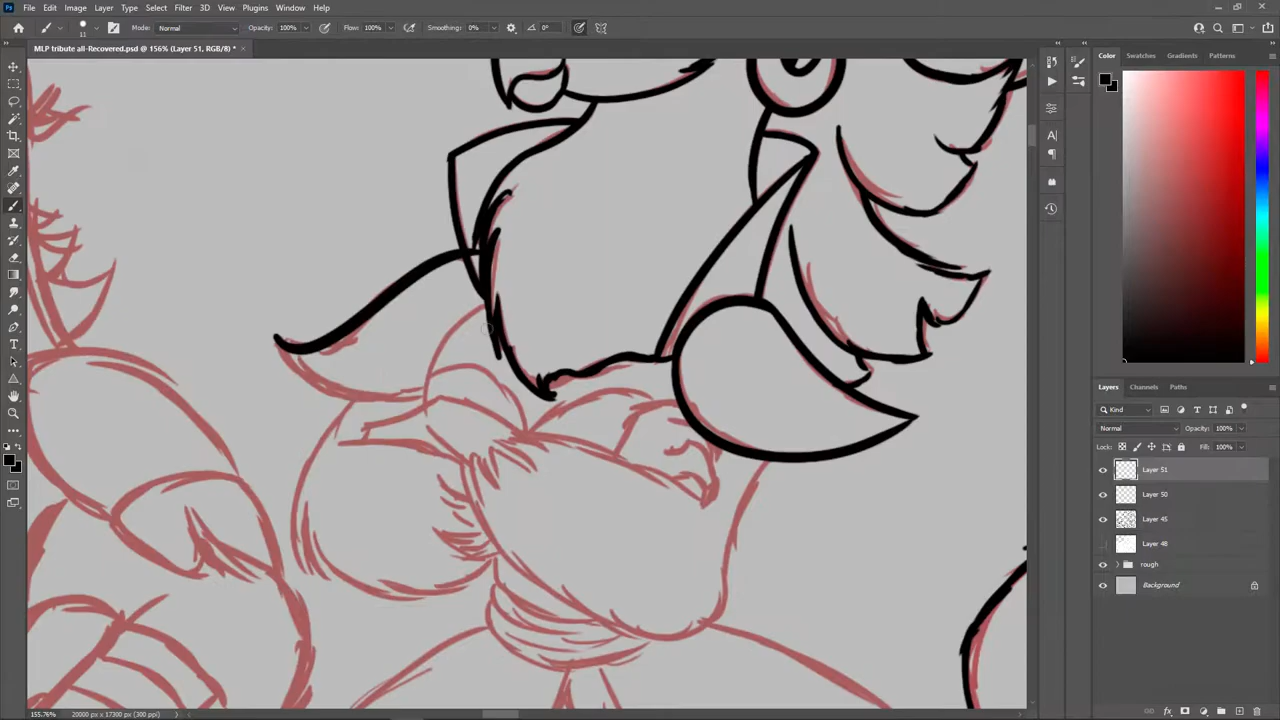 File Edit Image Layer Type Select Filter 3D View Plugins Window Help
11 Mode: Normal Opacity: 100% Flow: 100% Smoothing: 0% 0°
MLP tribute all-Recovered.psd @ 156% (Layer 51, RGB/8) *
Color Swatches Gradients Patterns
Layers Channels Paths
Kind
Normal Opacity: 100%
Lock: Fill: 100%
Layer 51
Layer 50
Layer 45
Layer 48
rough
Background
155.76% 20000 px x 17300 px (300 ppi)